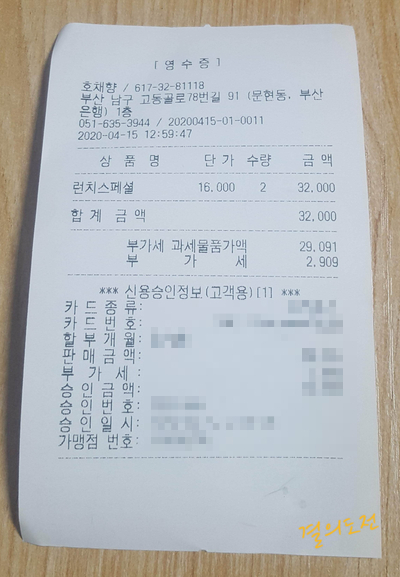 [영수증]
호채향 / 617-32-81118
부산 남구 고동골로78번길 91 (문현동, 부산
은행) 1층
051-635-3944 / 20200415-01-0011
2020-04-15 12:59:47
상 품 명 단 가 수량 금 액
런치스페셜 16.000 2 32.000
합 계 금 액 32.000
부가세 과세물품가액 29.091
부 가 세 2.909
*** 신용승인정보(고객용)[1] ***
카 드 종 류:
카 드 번 호:
할 부 개 월:
판 매 금 액:
부 가 세 :
승 인 금 액:
승 인 번 호:
승 인 일 시:
가맹점 번호:
결의도전